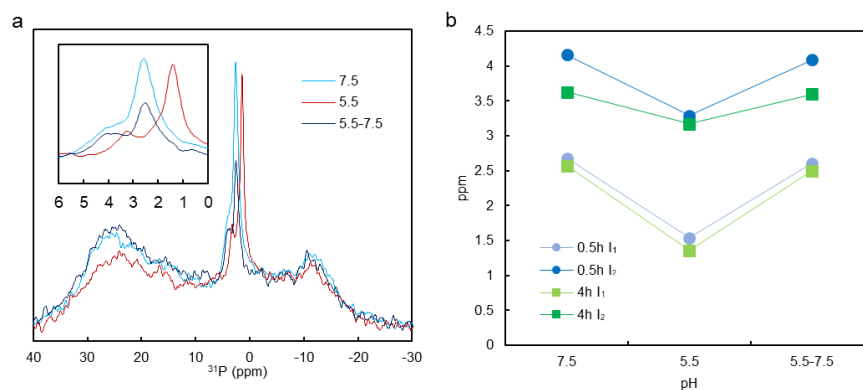 a
7.5
5.5
5.5-7.5
6 5 4 3 2 1 0
40 30 20 10 0 -10 -20 -30
³¹P (ppm)
b
4.5
4
3.5
3
2.5
2
1.5
1
0.5
0
ppm
0.5h I₁
0.5h I₂
4h I₁
4h I₂
7.5 5.5 5.5-7.5
pH